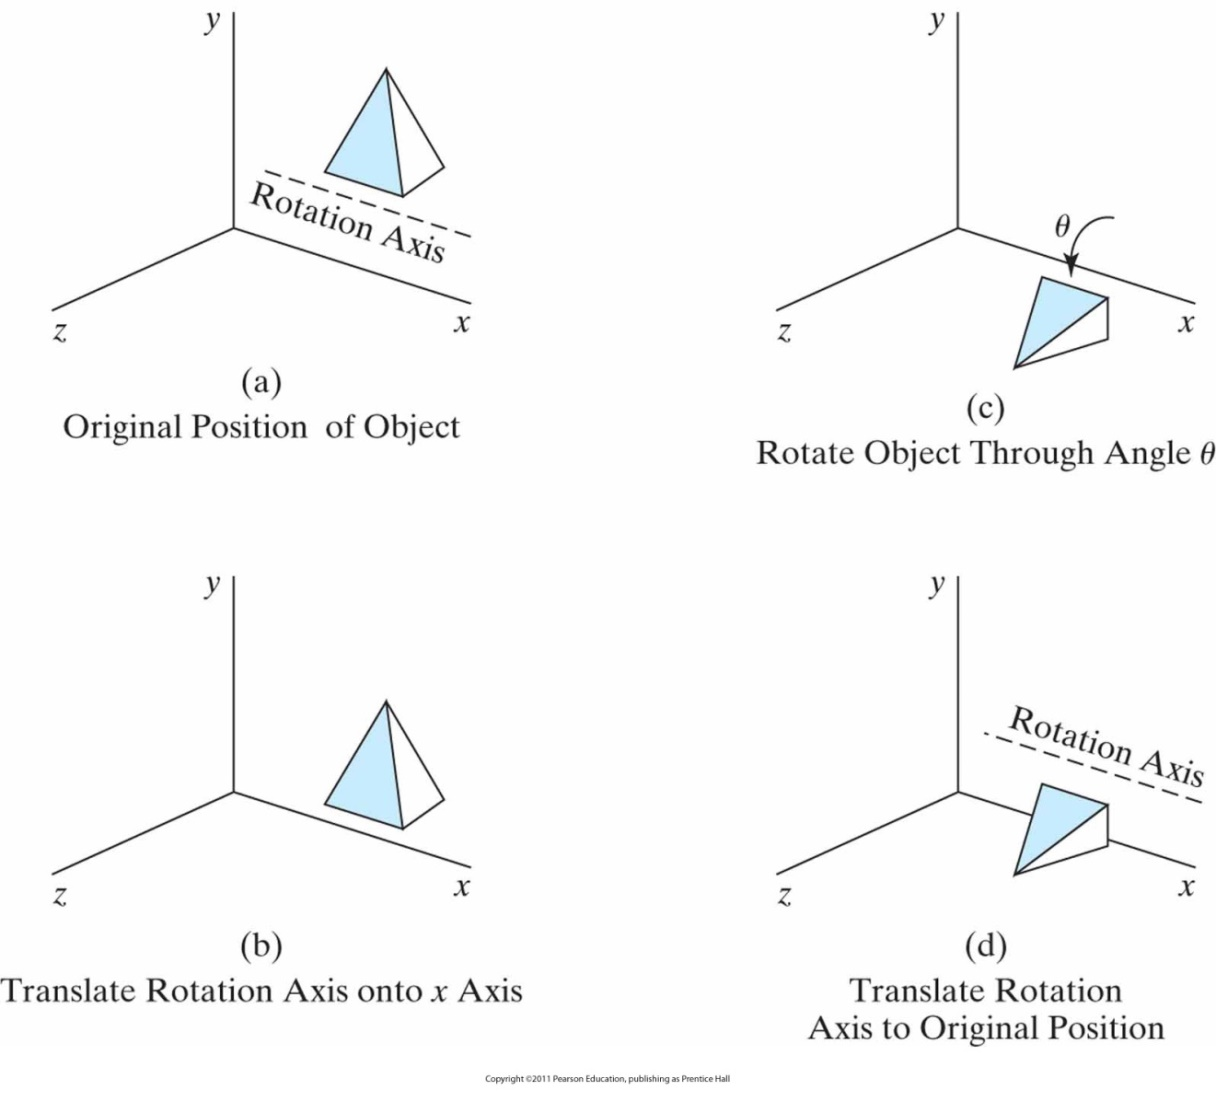 y
Rotation Axis
z
x
(a)
Original Position of Object
y
θ
z
x
(c)
Rotate Object Through Angle θ
y
z
x
(b)
Translate Rotation Axis onto x Axis
y
Rotation Axis
z
x
(d)
Translate Rotation
Axis to Original Position
Copyright ©2011 Pearson Education, publishing as Prentice Hall